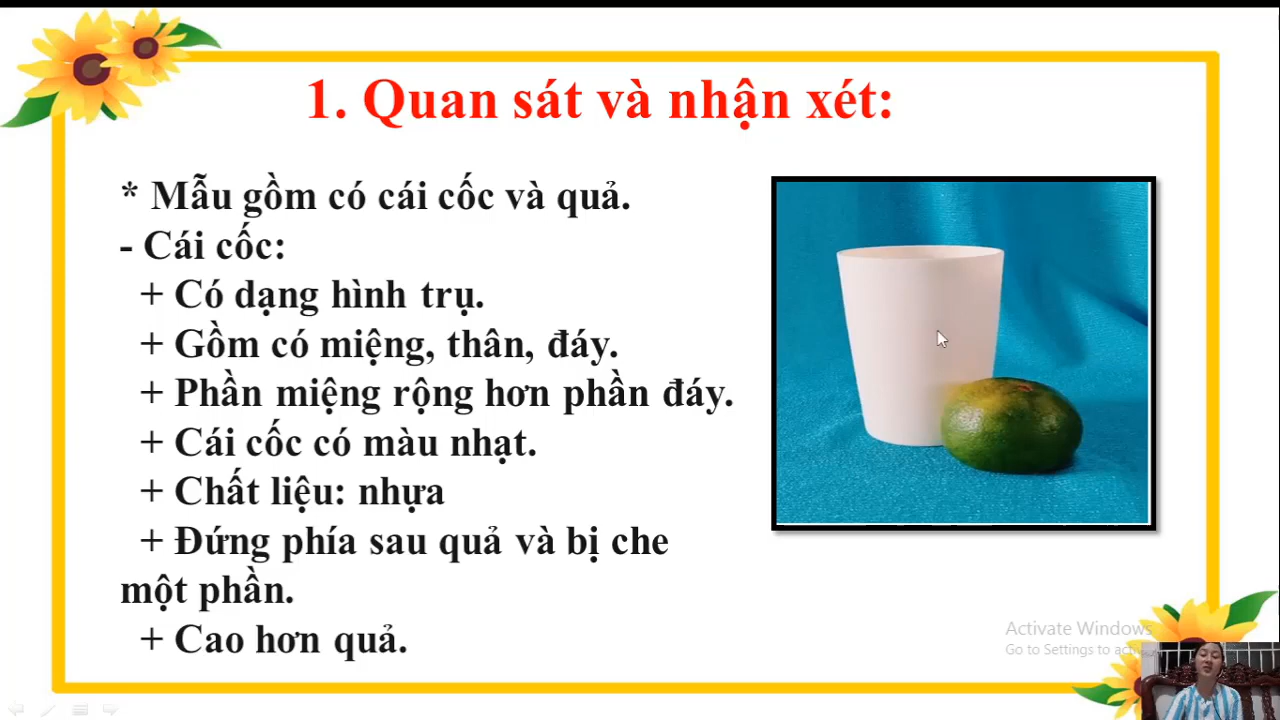 1. Quan sát và nhận xét:
* Mẫu gồm có cái cốc và quả.
- Cái cốc:
+ Có dạng hình trụ.
+ Gồm có miệng, thân, đáy.
+ Phần miệng rộng hơn phần đáy.
+ Cái cốc có màu nhạt.
+ Chất liệu: nhựa
+ Đứng phía sau quả và bị che
một phần.
+ Cao hơn quả.
Activate Windows
Go to Settings to